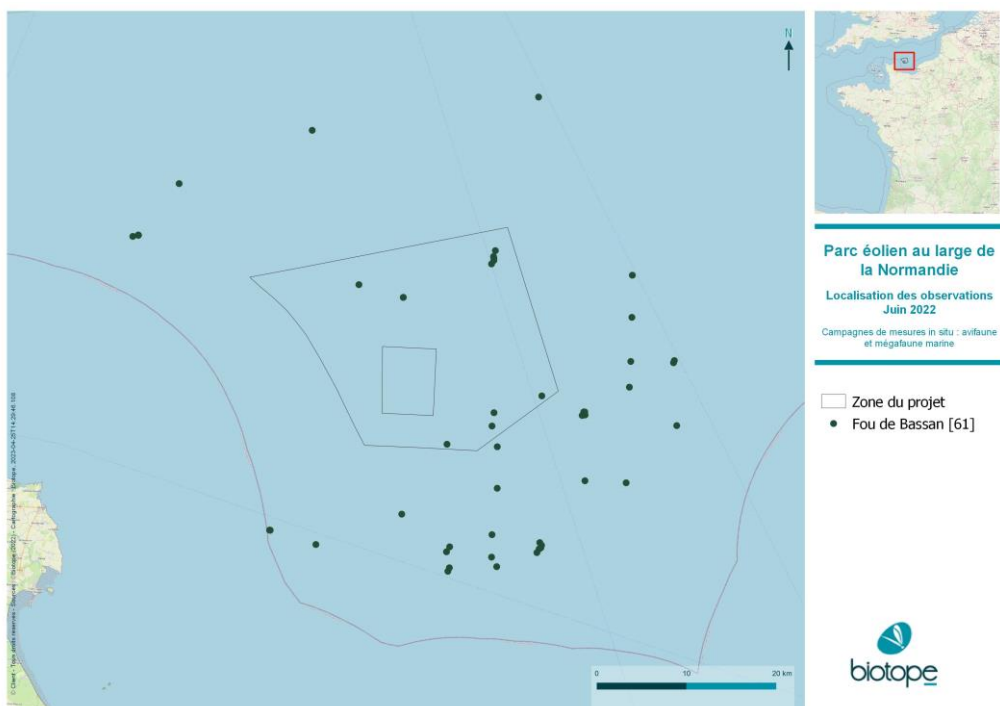 N
Parc éolien au large de
la Normandie
Localisation des observations
Juin 2022
Campagnes de mesures in situ : avifaune
et mégafaune marine
Zone du projet
Fou de Bassan [61]
0 10 20 km
biotope